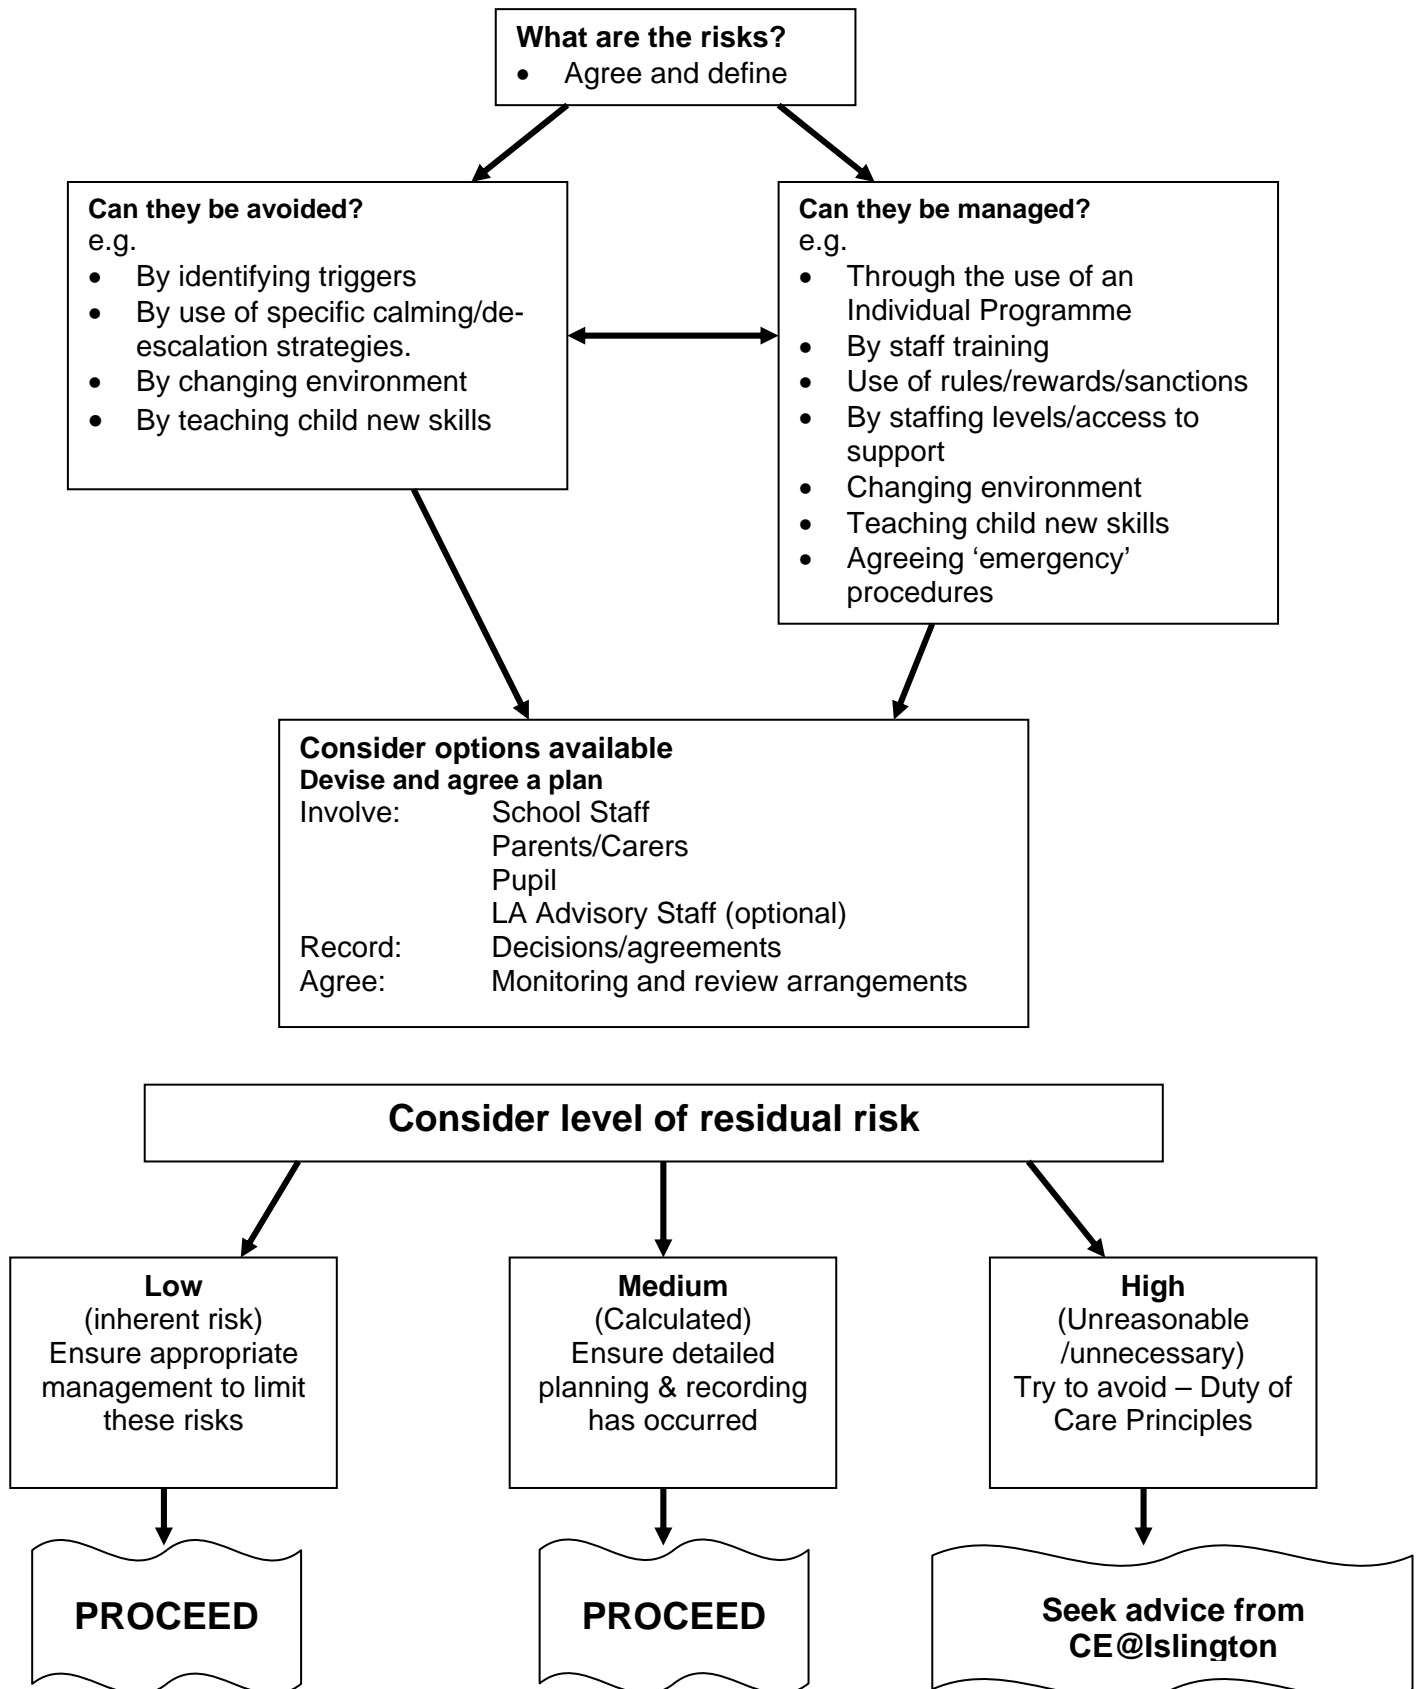 What are the risks?
• Agree and define
Can they be avoided?
e.g.
• By identifying triggers
• By use of specific calming/de-
escalation strategies.
• By changing environment
• By teaching child new skills
Can they be managed?
e.g.
• Through the use of an
Individual Programme
• By staff training
• Use of rules/rewards/sanctions
• By staffing levels/access to
support
• Changing environment
• Teaching child new skills
• Agreeing ‘emergency’
procedures
Consider options available
Devise and agree a plan
Involve: School Staff
Parents/Carers
Pupil
LA Advisory Staff (optional)
Record: Decisions/agreements
Agree: Monitoring and review arrangements
Consider level of residual risk
Low
(inherent risk)
Ensure appropriate
management to limit
these risks
Medium
(Calculated)
Ensure detailed
planning & recording
has occurred
High
(Unreasonable
/unnecessary)
Try to avoid – Duty of
Care Principles
PROCEED
PROCEED
Seek advice from
CE@Islington